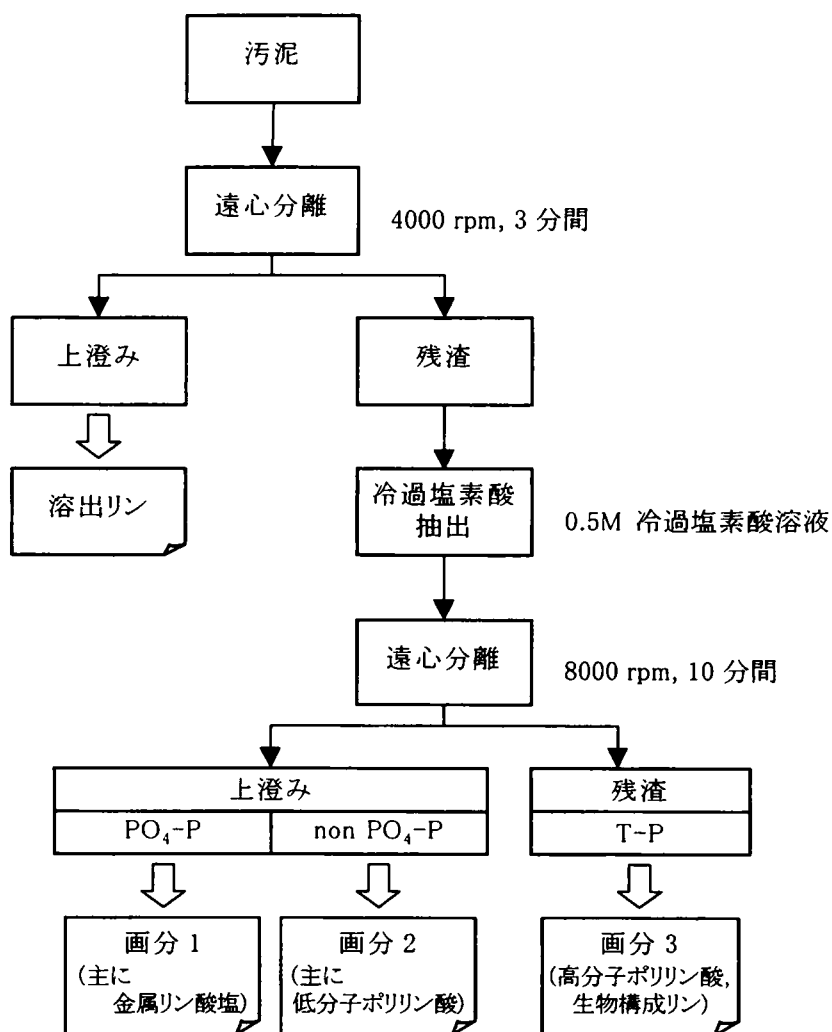 汚泥
遠心分離
4000 rpm, 3 分間
上澄み
残渣
溶出リン
冷過塩素酸
抽出
0.5M 冷過塩素酸溶液
遠心分離
8000 rpm, 10 分間
上澄み
残渣
PO₄-P
non PO₄-P
T-P
画分 1
(主に
金属リン酸塩)
画分 2
(主に
低分子ポリリン酸)
画分 3
(高分子ポリリン酸,
生物構成リン)